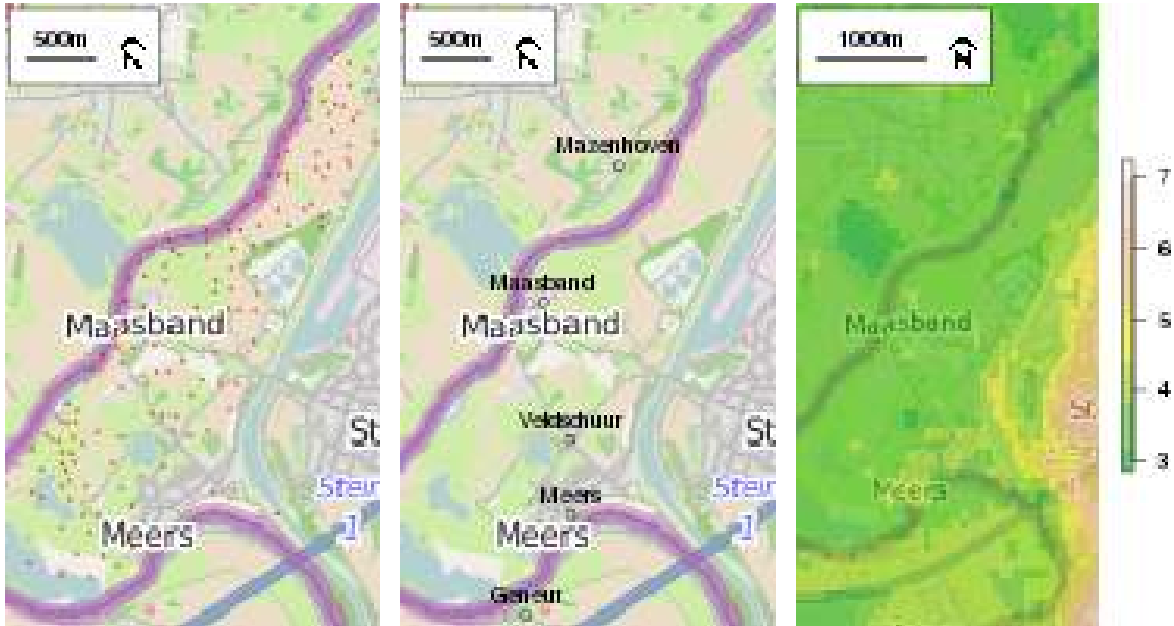 500m
Maasband
St
Stein
1
Meers
500m
Mazenhoven
Maasband
Maasband
Veldschuur
St
Meers
Stein
1
Meers
1000m
N
Maasband
St
Meers
7
6
5
4
3